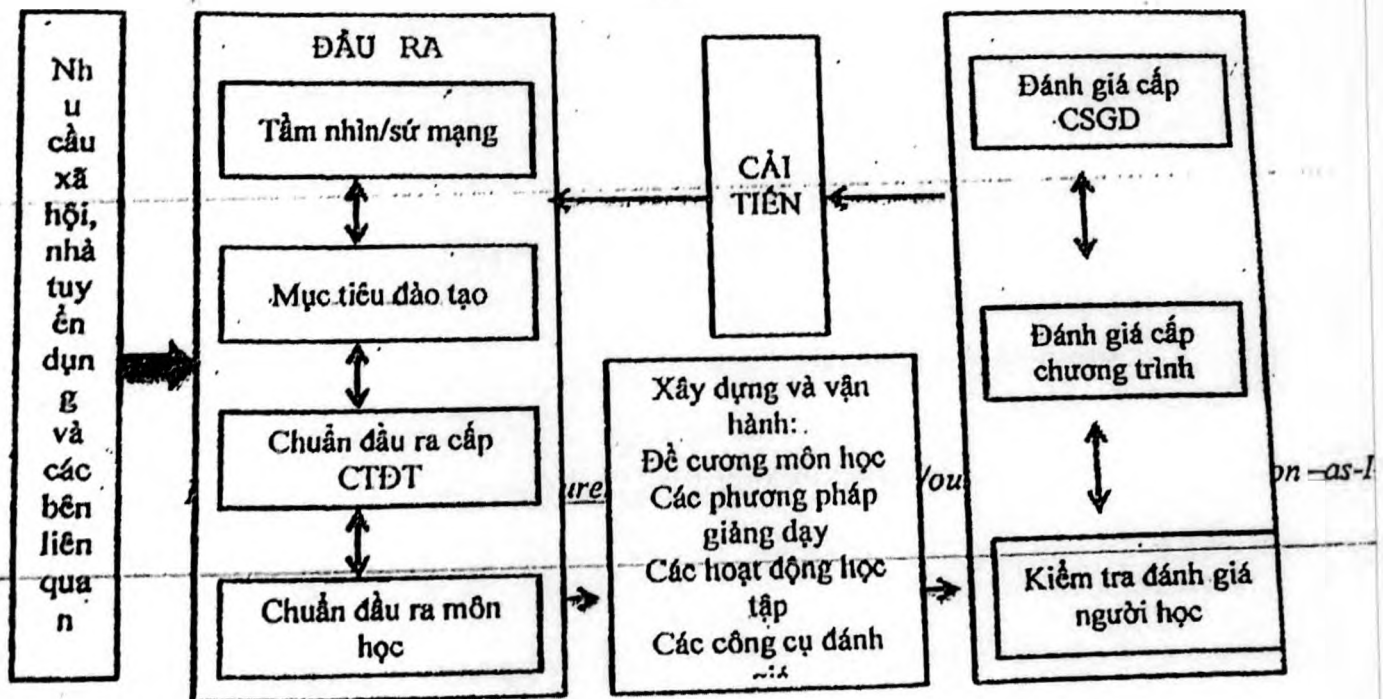 Nh
u
cầu
xã
hội,
nhà
tuy
ển
dụn
g
và
các
bên
liên
qua
n
ĐẦU RA
Tầm nhìn/sứ mạng
Mục tiêu đào tạo
Chuẩn đầu ra cấp
CTĐT
Chuẩn đầu ra môn
học
CẢI
TIẾN
Xây dựng và vận
hành:
Đề cương môn học
Các phương pháp
giảng dạy
Các hoạt động học
tập
Các công cụ đánh
Đánh giá cấp
CSGD
Đánh giá cấp
chương trình
Kiểm tra đánh giá
người học